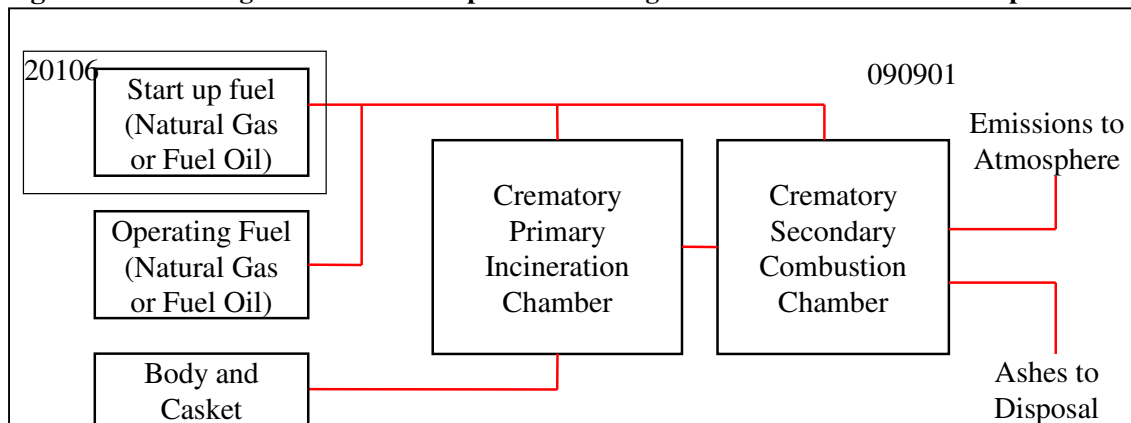 20106
090901
Start up fuel
(Natural Gas
or Fuel Oil)
Operating Fuel
(Natural Gas
or Fuel Oil)
Body and
Casket
Crematory
Primary
Incineration
Chamber
Crematory
Secondary
Combustion
Chamber
Emissions to
Atmosphere
Ashes to
Disposal